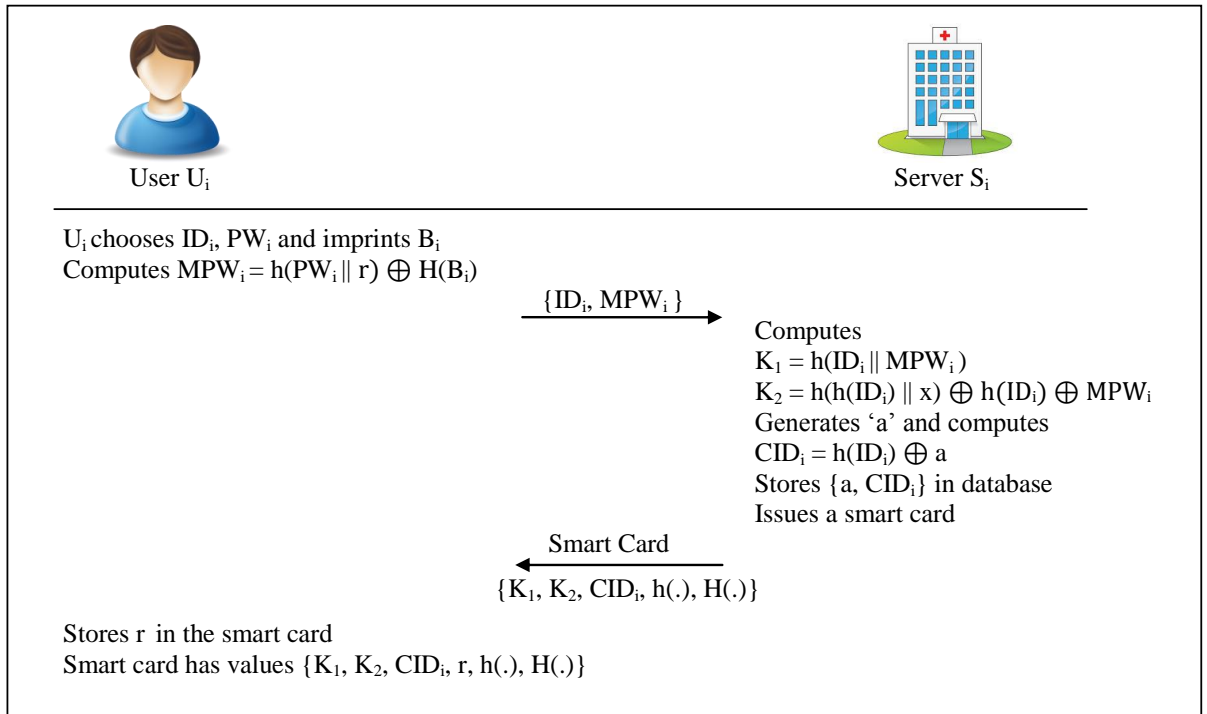 User Uᵢ
Server Sᵢ
Uᵢ chooses IDᵢ, PWᵢ and imprints Bᵢ
Computes MPWᵢ = h(PWᵢ || r) ⊕ H(Bᵢ)
{IDᵢ, MPWᵢ }
Computes
K₁ = h(IDᵢ || MPWᵢ )
K₂ = h(h(IDᵢ) || x) ⊕ h(IDᵢ) ⊕ MPWᵢ
Generates ‘a’ and computes
CIDᵢ = h(IDᵢ) ⊕ a
Stores {a, CIDᵢ} in database
Issues a smart card
Smart Card
{K₁, K₂, CIDᵢ, h(.), H(.)}
Stores r in the smart card
Smart card has values {K₁, K₂, CIDᵢ, r, h(.), H(.)}